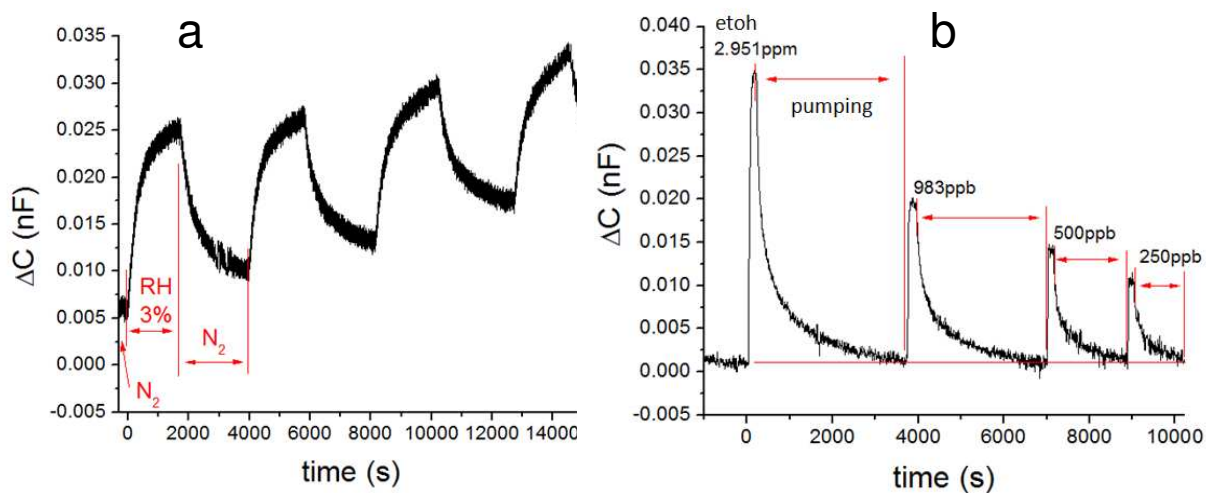 a
ΔC (nF)
0.035
0.030
0.025
0.020
0.015
0.010
0.005
0.000
-0.005
RH
3%
N₂
N₂
0 2000 4000 6000 8000 10000 12000 14000
time (s)
b
ΔC (nF)
0.040
0.035
0.030
0.025
0.020
0.015
0.010
0.005
0.000
-0.005
etoh
2.951ppm
pumping
983ppb
500ppb
250ppb
0 2000 4000 6000 8000 10000
time (s)